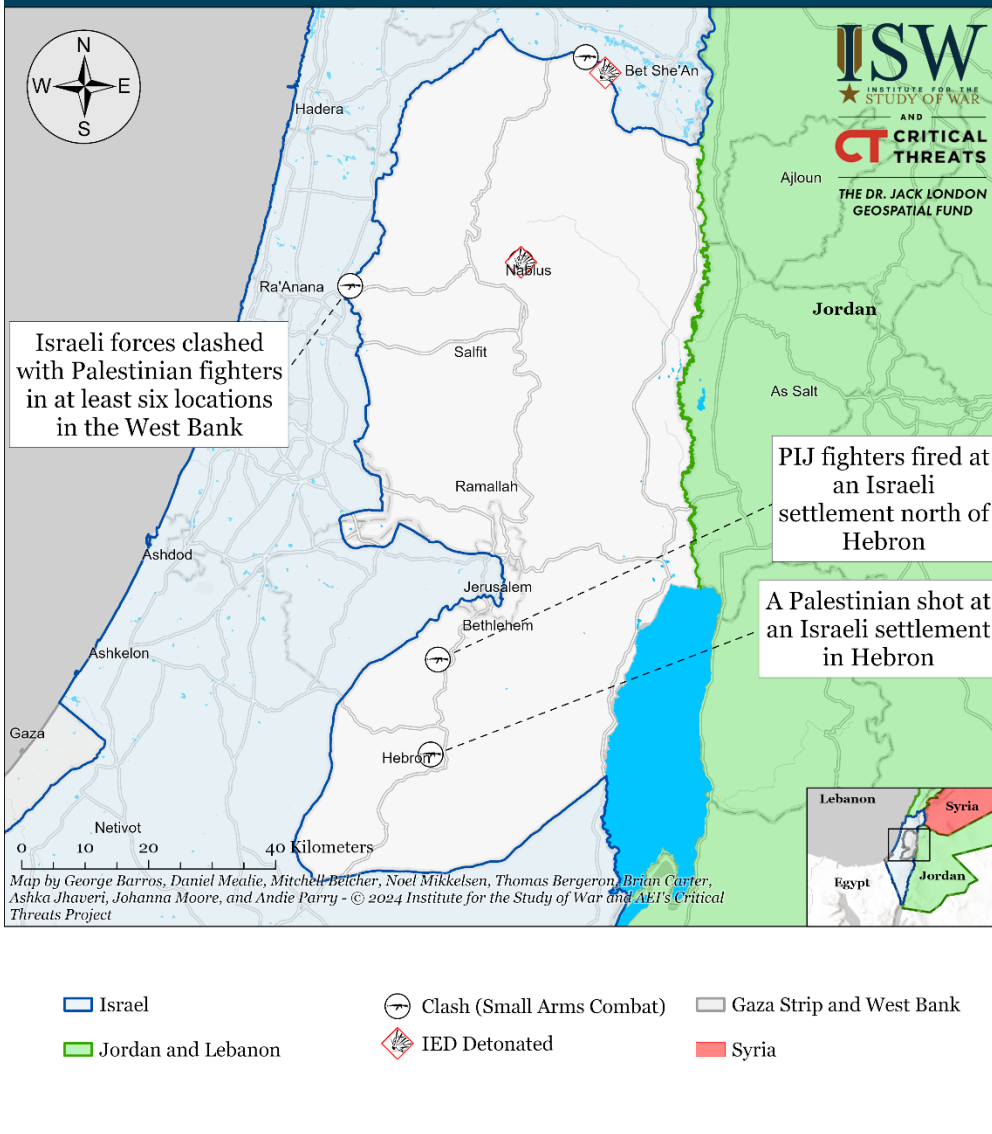 N
W
E
S
ISW
INSTITUTE FOR THE
STUDY OF WAR
AND
CT CRITICAL
THREATS
THE DR. JACK LONDON
GEOSPATIAL FUND
Bet She'An
Hadera
Ajloun
Nablus
Ra'Anana
Jordan
Israeli forces clashed
with Palestinian fighters
in at least six locations
in the West Bank
Salfit
As Salt
PIJ fighters fired at
an Israeli
settlement north of
Hebron
Ramallah
Ashdod
Jerusalem
A Palestinian shot at
an Israeli settlement
in Hebron
Bethlehem
Ashkelon
Gaza
Hebron
Netivot
0 10 20 40 Kilometers
Lebanon
Syria
Egypt
Jordan
Map by George Barros, Daniel Mealie, Mitchell Belcher, Noel Mikkelsen, Thomas Bergeron, Brian Carter,
Ashka Jhaveri, Johanna Moore, and Andie Parry - © 2024 Institute for the Study of War and AEI's Critical
Threats Project
Israel
Clash (Small Arms Combat)
Gaza Strip and West Bank
Jordan and Lebanon
IED Detonated
Syria